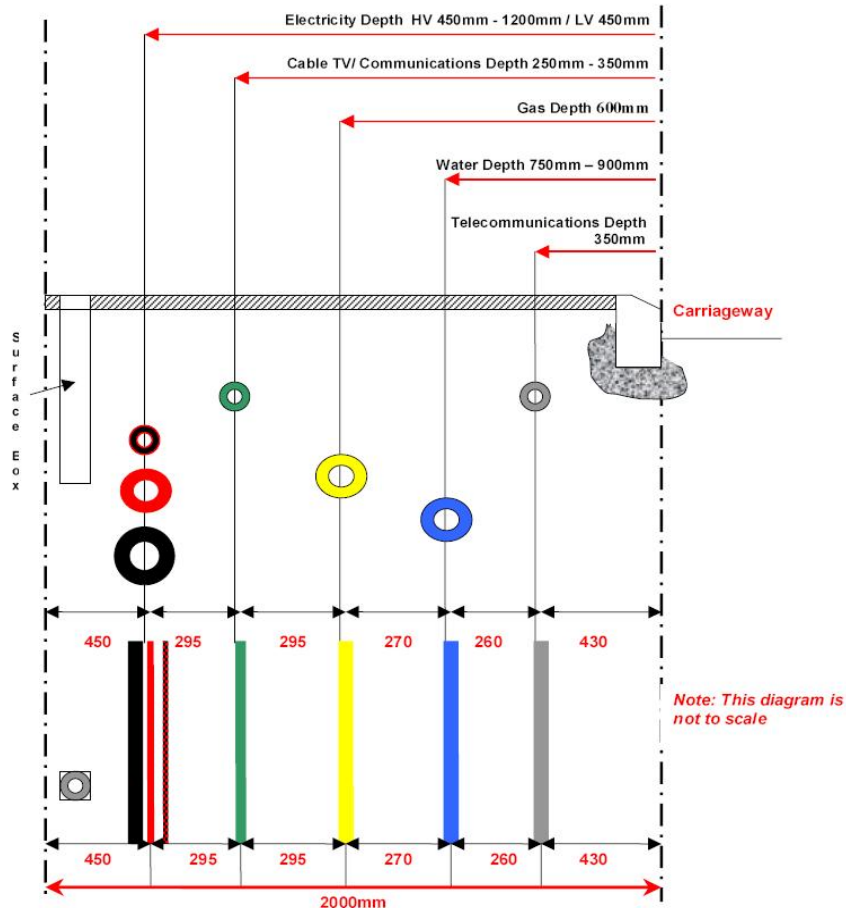 Electricity Depth HV 450mm - 1200mm / LV 450mm
Cable TV/ Communications Depth 250mm - 350mm
Gas Depth 600mm
Water Depth 750mm – 900mm
Telecommunications Depth
350mm
Carriageway
Surface Box
450 295 295 270 260 430
Note: This diagram is
not to scale
450 295 295 270 260 430
2000mm